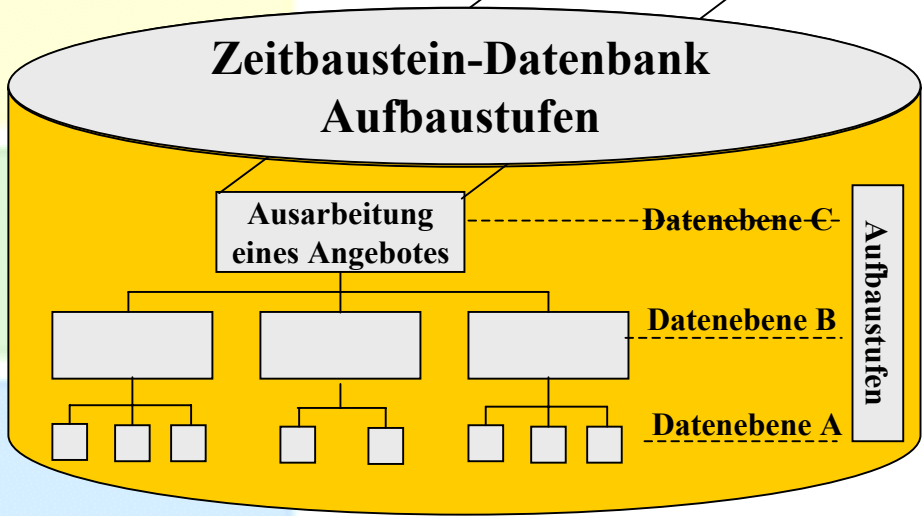 Zeitbaustein-Datenbank
Aufbaustufen
Ausarbeitung
eines Angebotes
Datenebene C
Datenebene B
Datenebene A
Aufbaustufen